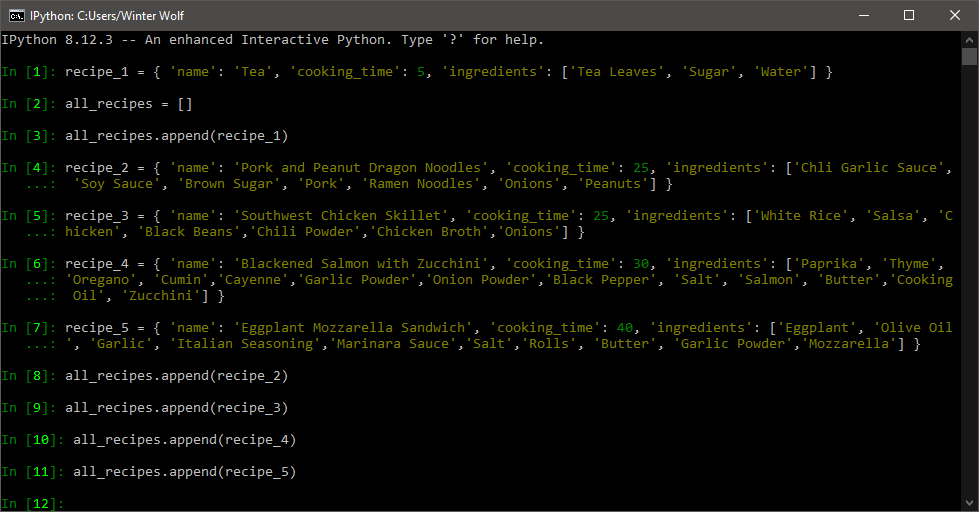 IPython: C:Users/Winter Wolf
IPython 8.12.3 -- An enhanced Interactive Python. Type '?' for help.
In [1]: recipe_1 = { 'name': 'Tea', 'cooking_time': 5, 'ingredients': ['Tea Leaves', 'Sugar', 'Water'] }
In [2]: all_recipes = []
In [3]: all_recipes.append(recipe_1)
In [4]: recipe_2 = { 'name': 'Pork and Peanut Dragon Noodles', 'cooking_time': 25, 'ingredients': ['Chli Garlic Sauce',
...: 'Soy Sauce', 'Brown Sugar', 'Pork', 'Ramen Noodles', 'Onions', 'Peanuts'] }
In [5]: recipe_3 = { 'name': 'Southwest Chicken Skillet', 'cooking_time': 25, 'ingredients': ['White Rice', 'Salsa', 'C
...: hicken', 'Black Beans','Chili Powder','Chicken Broth','Onions'] }
In [6]: recipe_4 = { 'name': 'Blackened Salmon with Zucchini', 'cooking_time': 30, 'ingredients': ['Paprika', 'Thyme',
...: 'Oregano', 'Cumin','Cayenne','Garlic Powder','Onion Powder','Black Pepper', 'Salt', 'Salmon', 'Butter','Cooking
...: Oil', 'Zucchini'] }
In [7]: recipe_5 = { 'name': 'Eggplant Mozzarella Sandwich', 'cooking_time': 40, 'ingredients': ['Eggplant', 'Olive Oil
...: ', 'Garlic', 'Italian Seasoning','Marinara Sauce','Salt','Rolls', 'Butter', 'Garlic Powder','Mozzarella'] }
In [8]: all_recipes.append(recipe_2)
In [9]: all_recipes.append(recipe_3)
In [10]: all_recipes.append(recipe_4)
In [11]: all_recipes.append(recipe_5)
In [12]: